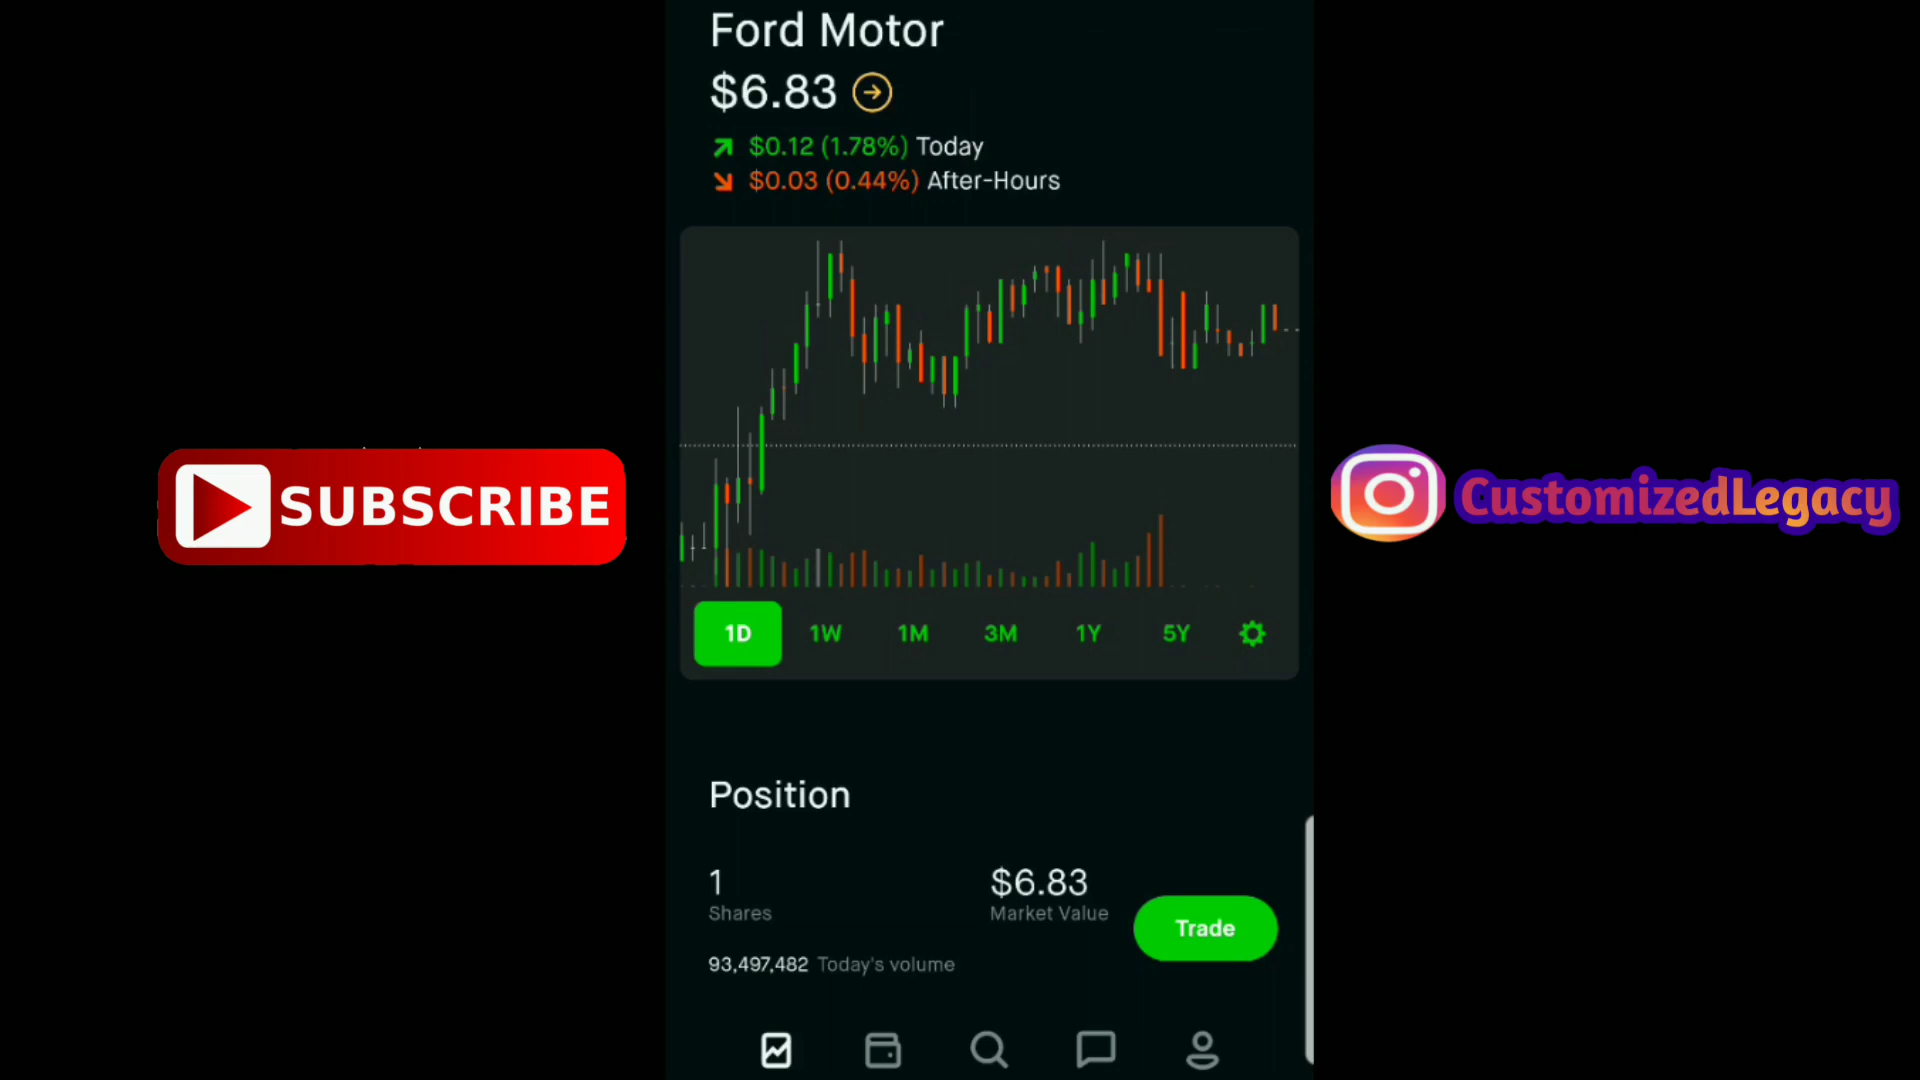 Ford Motor
$6.83
$0.12 (1.78%) Today
$0.03 (0.44%) After-Hours
SUBSCRIBE
CustomizedLegacy
1D 1W 1M 3M 1Y 5Y
Position
1 $6.83
Shares Market Value
Trade
93,497,482 Today's volume